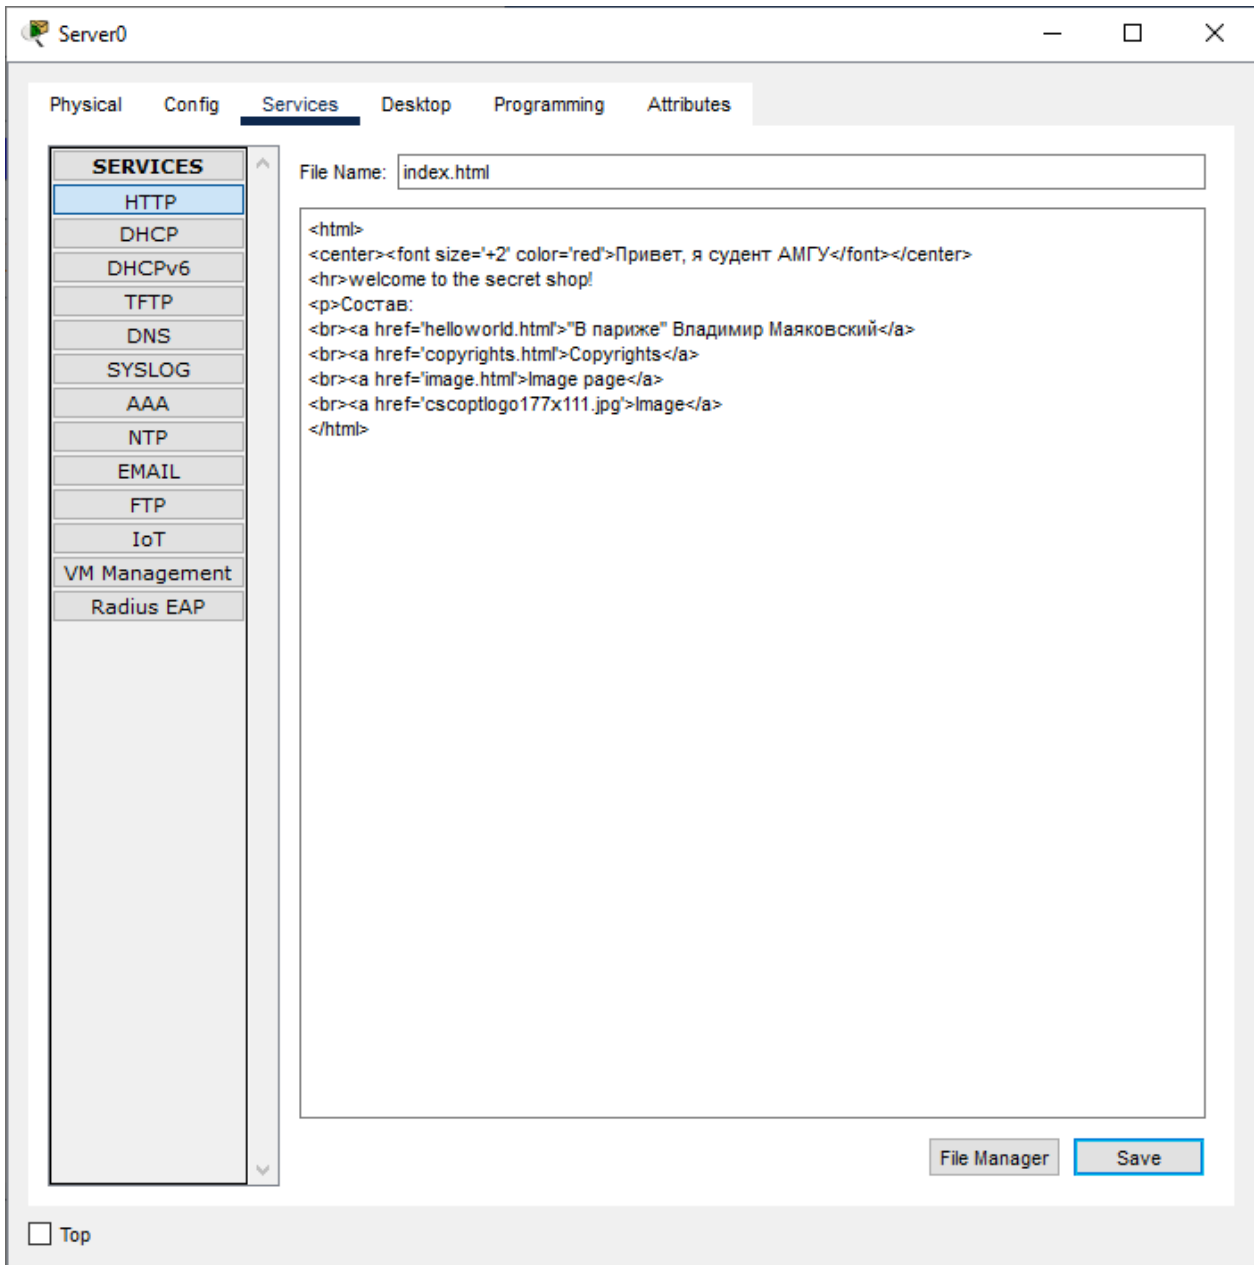 Server0
Physical Config Services Desktop Programming Attributes
SERVICES
HTTP
DHCP
DHCPv6
TFTP
DNS
SYSLOG
AAA
NTP
EMAIL
FTP
IoT
VM Management
Radius EAP
File Name: index.html
<html>
<center><font size='+2' color='red'>Привет, я судент АМГУ</font></center>
<hr>welcome to the secret shop!
<p>Состав:
<br><a href='helloworld.html'>"В париже" Владимир Маяковский</a>
<br><a href='copyrights.html'>Copyrights</a>
<br><a href='image.html'>Image page</a>
<br><a href='cscoptlogo177x111.jpg'>Image</a>
</html>
File Manager Save
Top